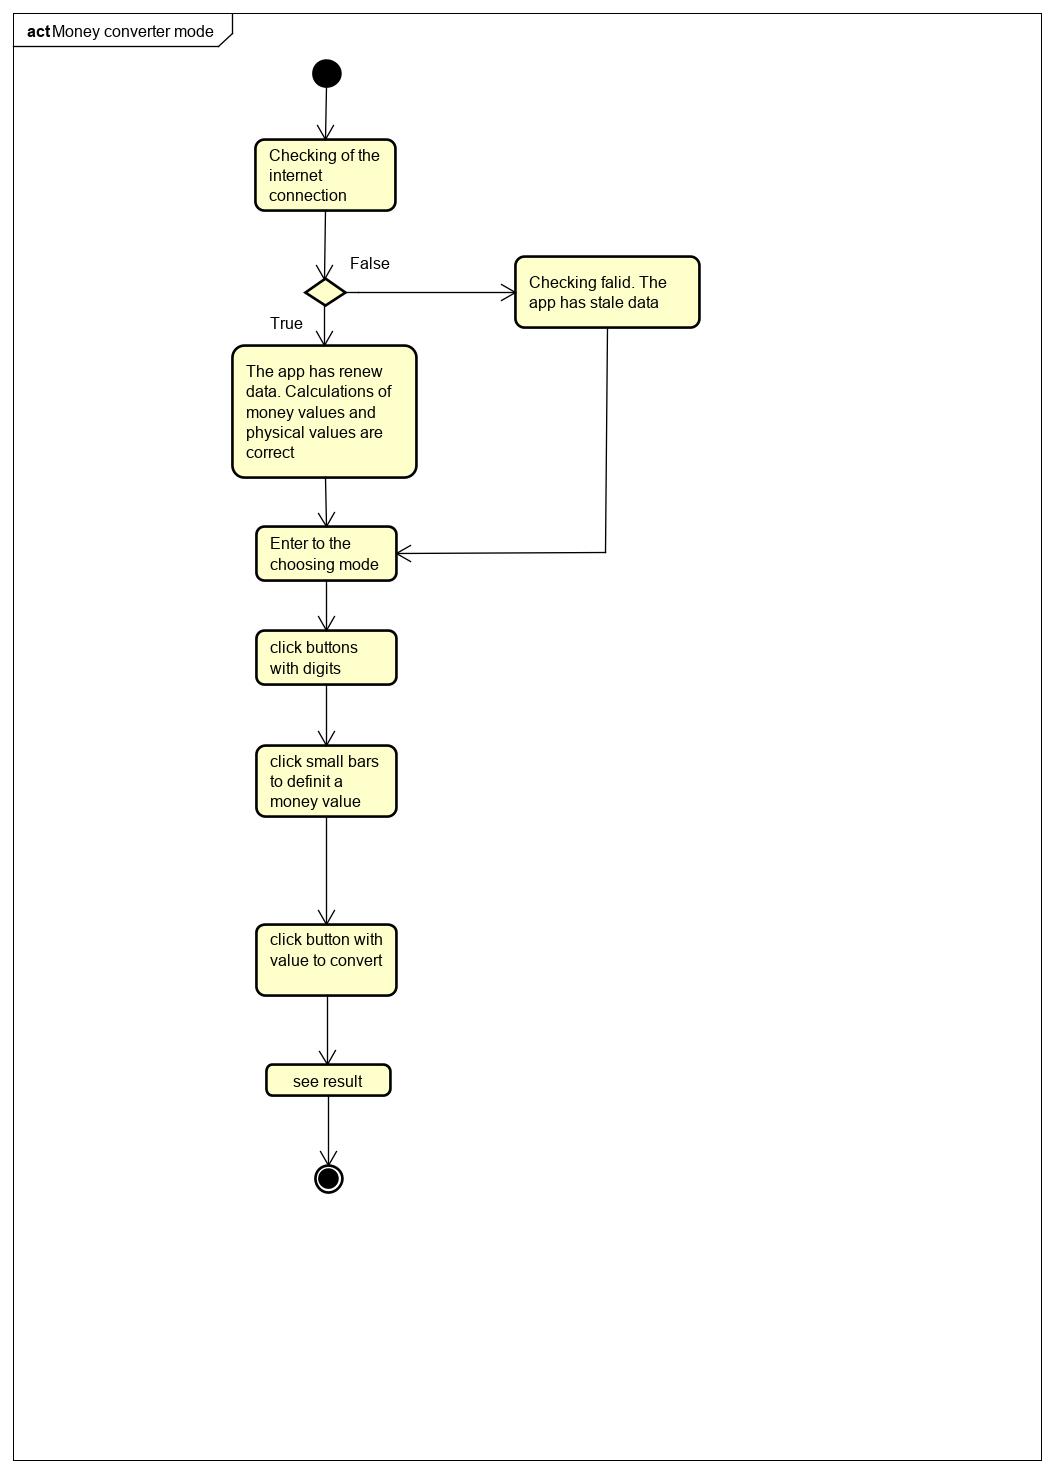 act Money converter mode
Checking of the
internet
connection
False
Checking falid. The
app has stale data
True
The app has renew
data. Calculations of
money values and
physical values are
correct
Enter to the
choosing mode
click buttons
with digits
click small bars
to definit a
money value
click button with
value to convert
see result